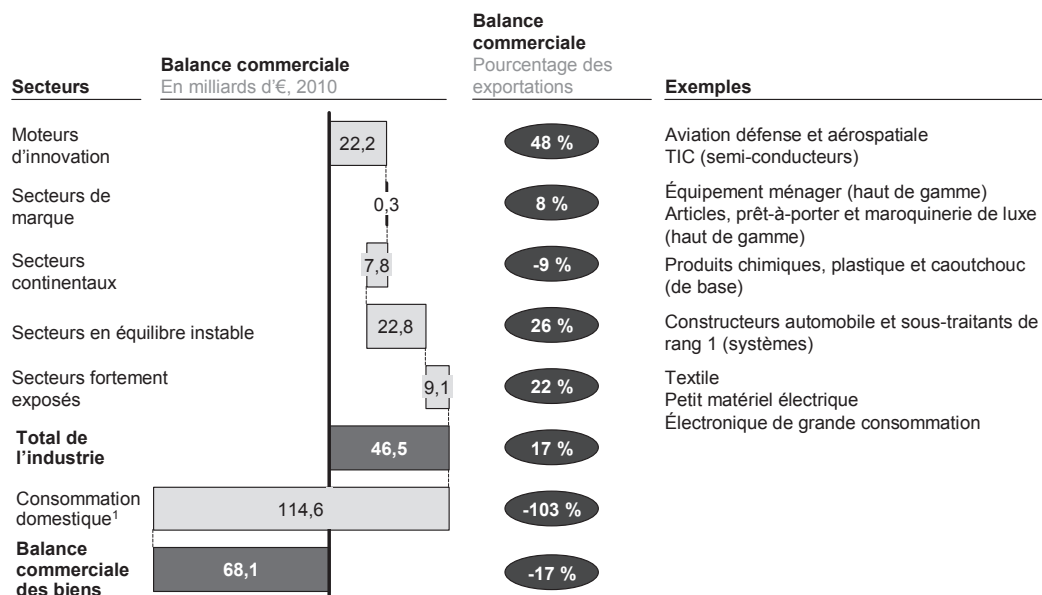 Secteurs
Balance commerciale
En milliards d'€, 2010
Balance
commerciale
Pourcentage des
exportations
Exemples
Moteurs
d'innovation
22,2
48 %
Aviation défense et aérospatiale
TIC (semi-conducteurs)
Secteurs de
marque
0,3
8 %
Équipement ménager (haut de gamme)
Articles, prêt-à-porter et maroquinerie de luxe
(haut de gamme)
Secteurs
continentaux
7,8
-9 %
Produits chimiques, plastique et caoutchouc
(de base)
Secteurs en équilibre instable
22,8
26 %
Constructeurs automobile et sous-traitants de
rang 1 (systèmes)
Secteurs fortement
exposés
9,1
22 %
Textile
Petit matériel électrique
Électronique de grande consommation
Total de
l'industrie
46,5
17 %
Consommation
domestique¹
114,6
-103 %
Balance
commerciale
des biens
68,1
-17 %